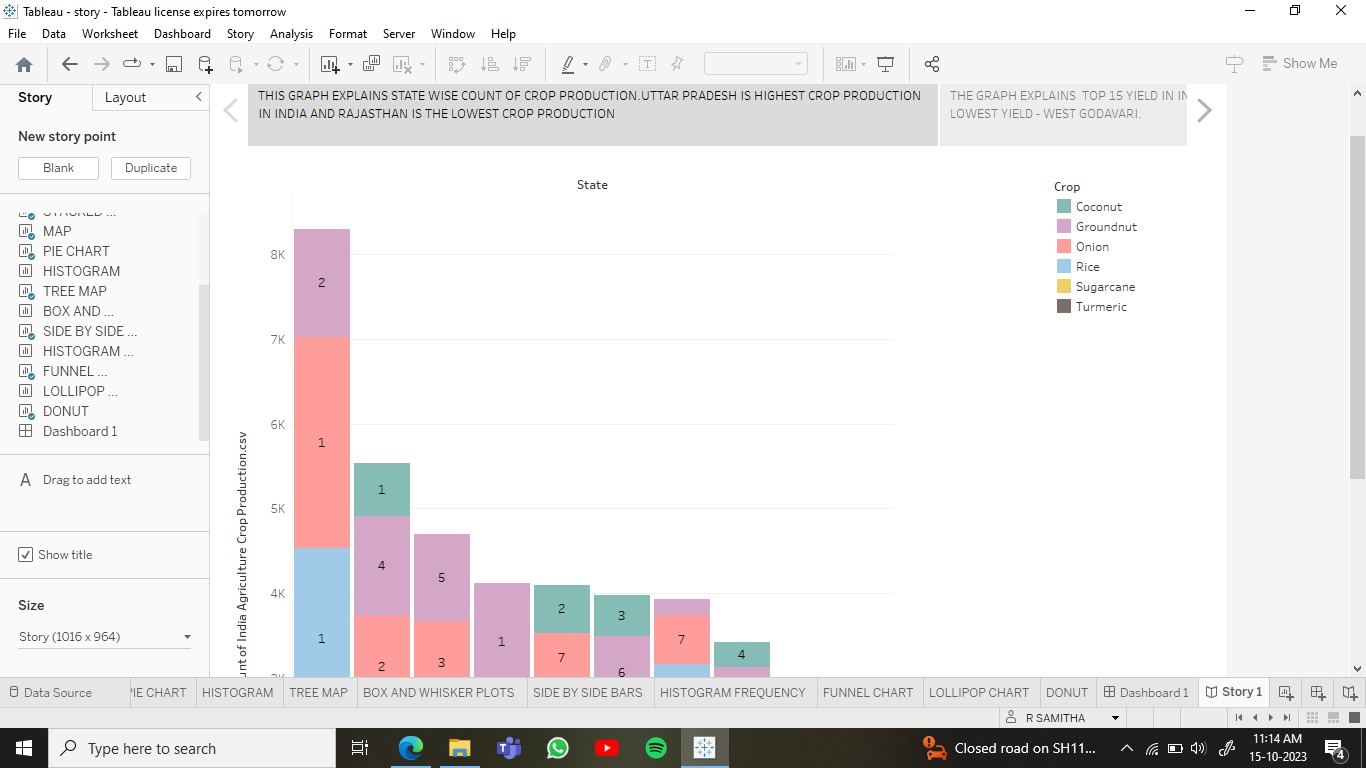 Tableau - story - Tableau license expires tomorrow
File Data Worksheet Dashboard Story Analysis Format Server Window Help
Show Me
Story Layout
New story point
Blank Duplicate
MAP
PIE CHART
HISTOGRAM
TREE MAP
BOX AND ...
SIDE BY SIDE ...
HISTOGRAM ...
FUNNEL ...
LOLLIPOP ...
DONUT
Dashboard 1
A Drag to add text
Show title
Size
Story (1016 x 964)
THIS GRAPH EXPLAINS STATE WISE COUNT OF CROP PRODUCTION.UTTAR PRADESH IS HIGHEST CROP PRODUCTION
IN INDIA AND RAJASTHAN IS THE LOWEST CROP PRODUCTION
THE GRAPH EXPLAINS TOP 15 YIELD IN IN
LOWEST YIELD - WEST GODAVARI.
State
8K
7K
6K
5K
4K
unt of India Agriculture Crop Production.csv
2
1
1
1
4
2
5
3
1
2
7
3
6
7
4
Crop
Coconut
Groundnut
Onion
Rice
Sugarcane
Turmeric
Data Source PIE CHART HISTOGRAM TREE MAP BOX AND WHISKER PLOTS SIDE BY SIDE BARS HISTOGRAM FREQUENCY FUNNEL CHART LOLLIPOP CHART DONUT Dashboard 1 Story 1
R SAMITHA
Type here to search
Closed road on SH11...
11:14 AM
15-10-2023
4